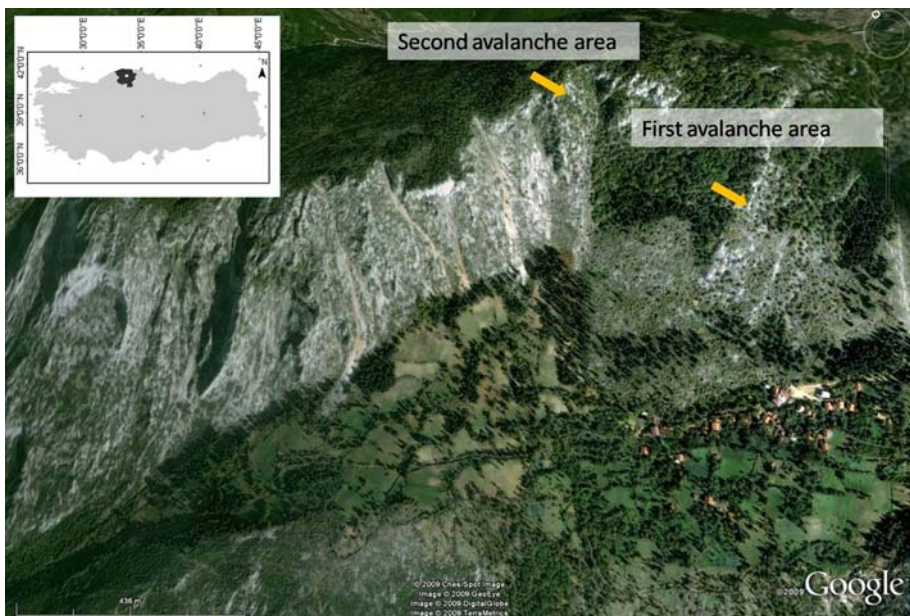 30°0'0"E
35°0'0"E
40°0'0"E
45°0'0"E
42°0'0"N
39°0'0"N
36°0'0"N
N
Second avalanche area
First avalanche area
436 m
© 2009 Cnes/Spot Image
Image © 2009 GeoEye
Image © 2009 DigitalGlobe
Image © 2009 TerraMetrics
©2009 Google